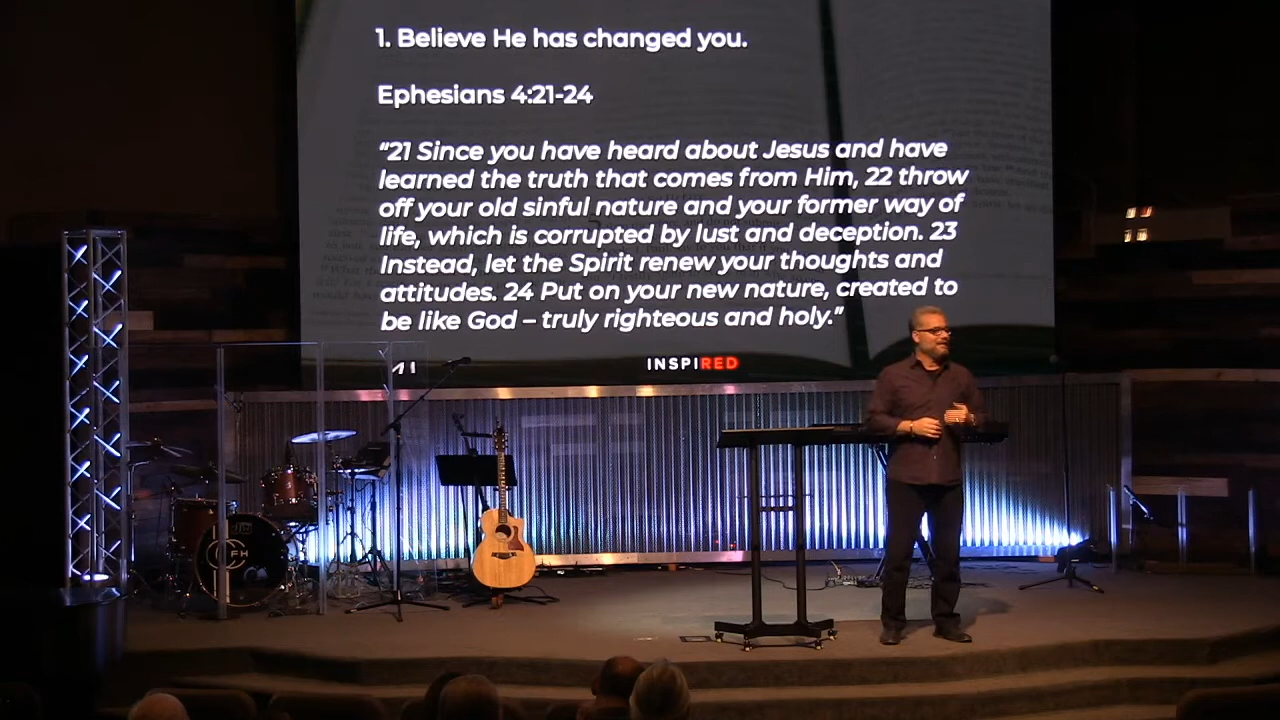 1. Believe He has changed you.
Ephesians 4:21-24
“21 Since you have heard about Jesus and have
learned the truth that comes from Him, 22 throw
off your old sinful nature and your former way of
life, which is corrupted by lust and deception. 23
Instead, let the Spirit renew your thoughts and
attitudes. 24 Put on your new nature, created to
be like God – truly righteous and holy.”
INSPIRED
FH